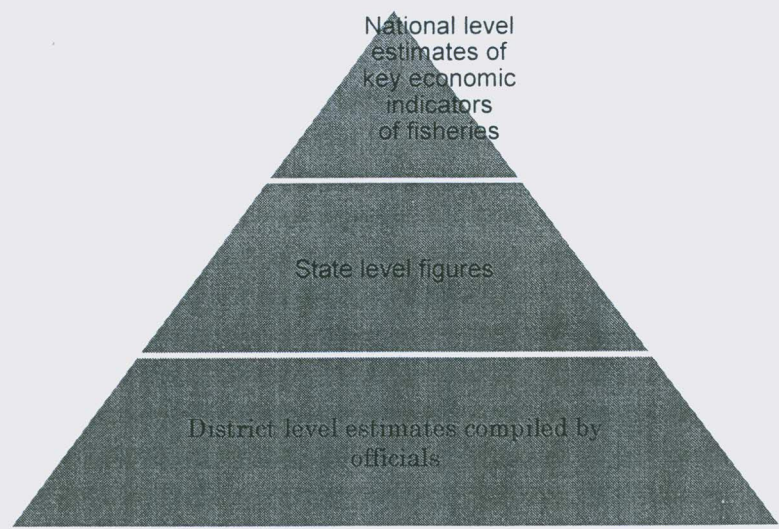 National level
estimates of
key economic
indicators
of fisheries
State level figures
District level estimates compiled by
officials